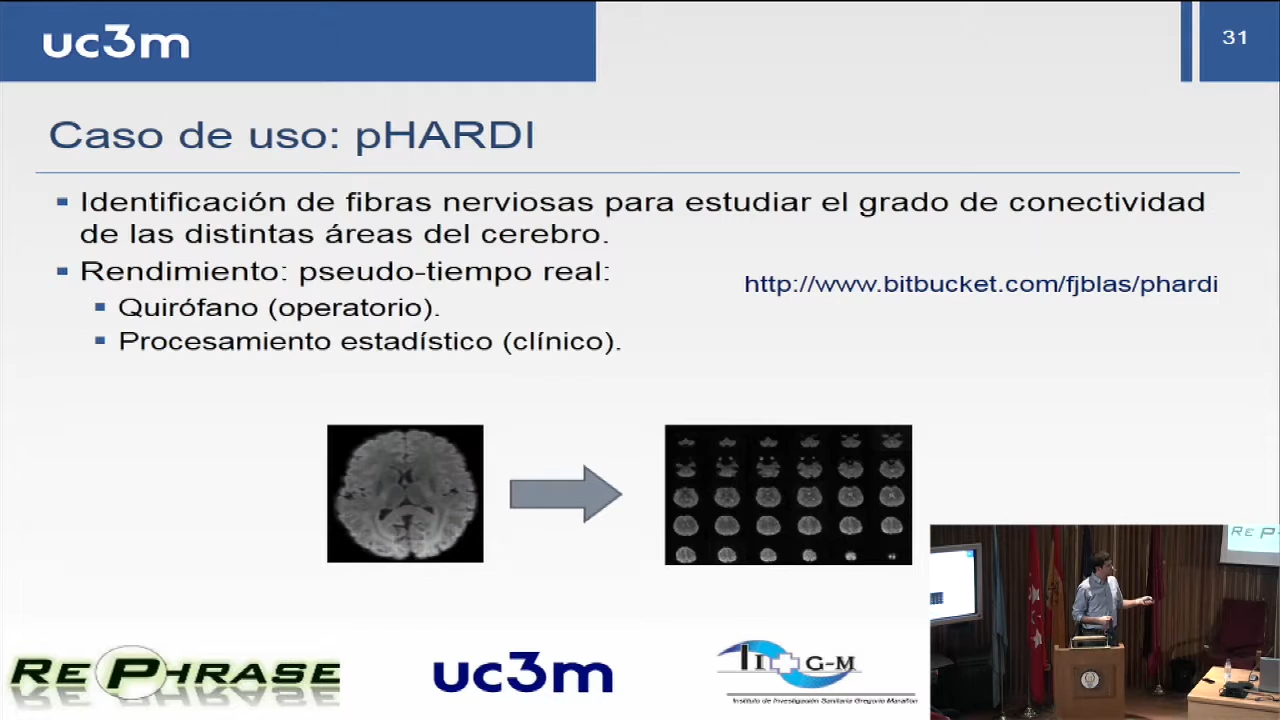 uc3m
31
Caso de uso: pHARDI
Identificación de fibras nerviosas para estudiar el grado de conectividad
de las distintas áreas del cerebro.
Rendimiento: pseudo-tiempo real:
http://www.bitbucket.com/fjblas/phardi
Quirófano (operatorio).
Procesamiento estadístico (clínico).
RE P
REPHRASE
uc3m
IiSG-M
Instituto de Investigación Sanitaria Gregorio Marañón